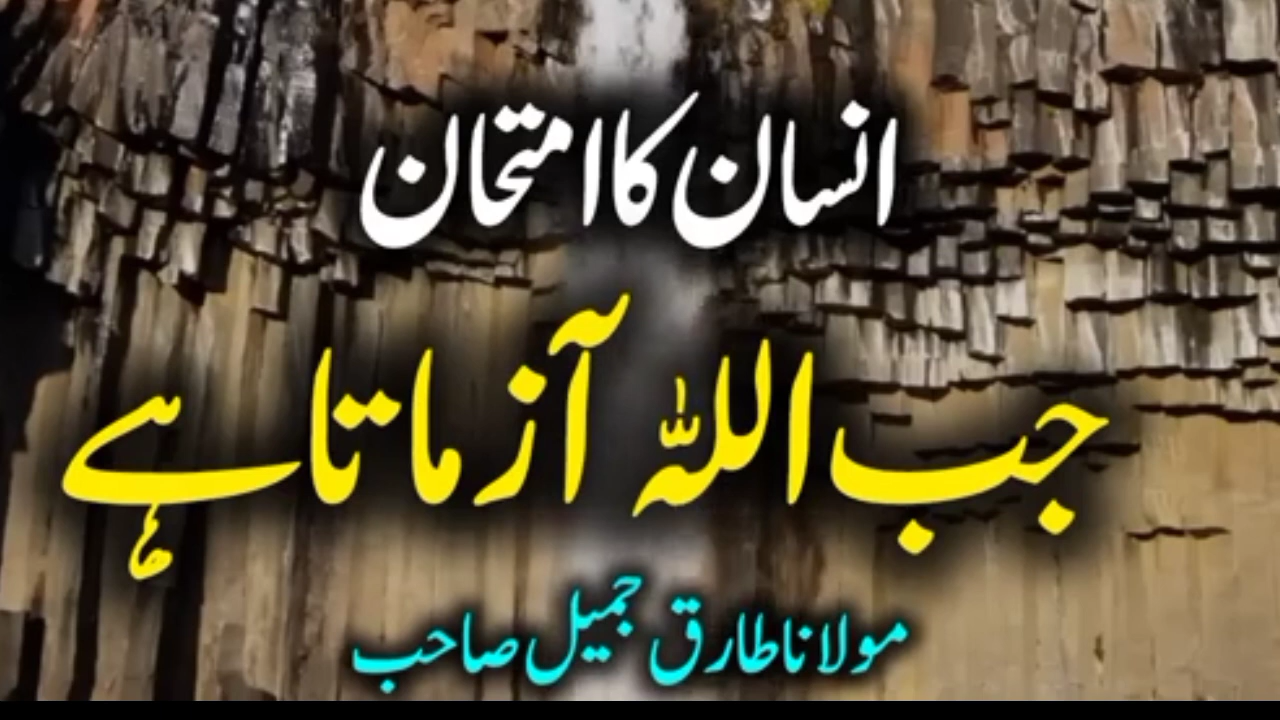 انسان کا امتحان
جب اللہ آزماتا ہے
مولانا طارق جمیل صاحب